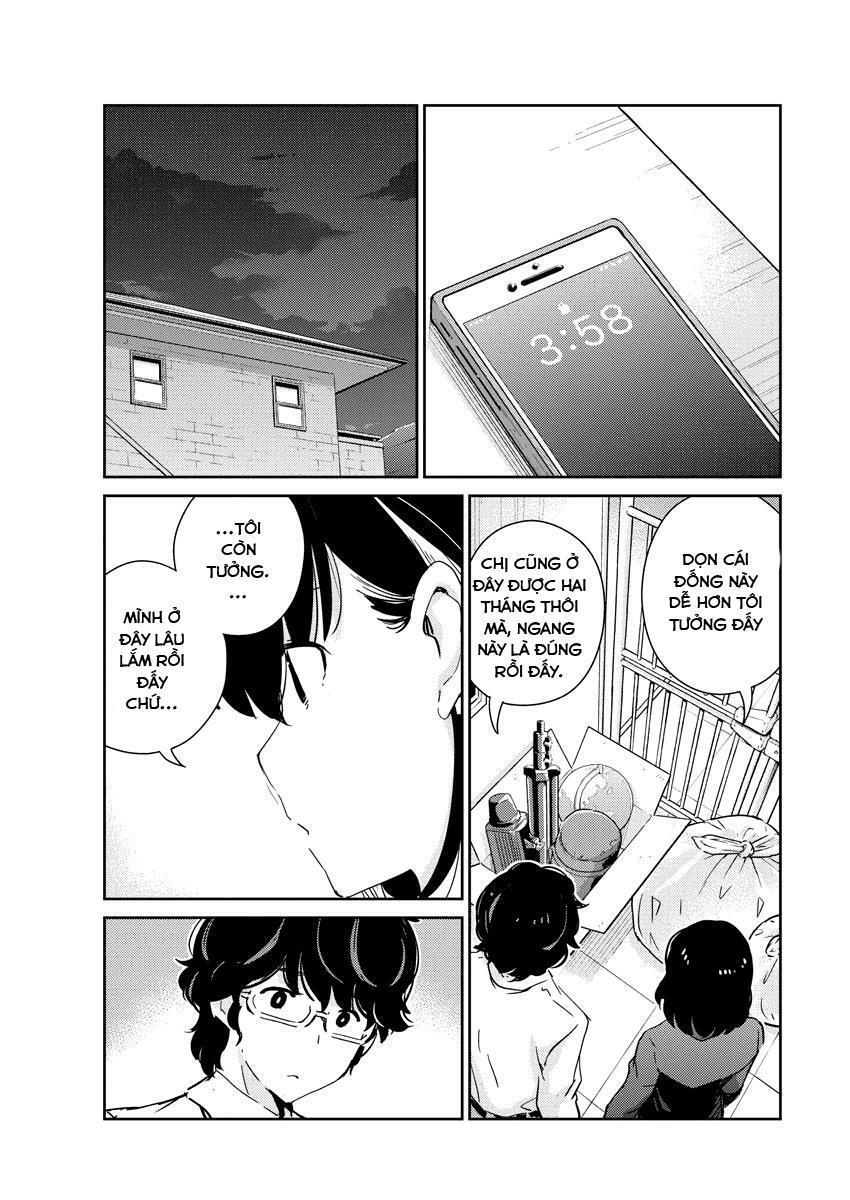 3:58
DỌN CÁI
ĐỐNG NÀY
DỄ HƠN TÔI
TƯỞNG ĐẤY
CHỊ CŨNG Ở
ĐÂY ĐƯỢC HAI
THÁNG THÔI
MÀ, NGANG
NÀY LÀ ĐÚNG
RỒI ĐẤY.
...TÔI
CÒN
TƯỞNG.
...
MÌNH Ở
ĐÂY LÂU
LẮM RỒI
ĐẤY
CHỨ...